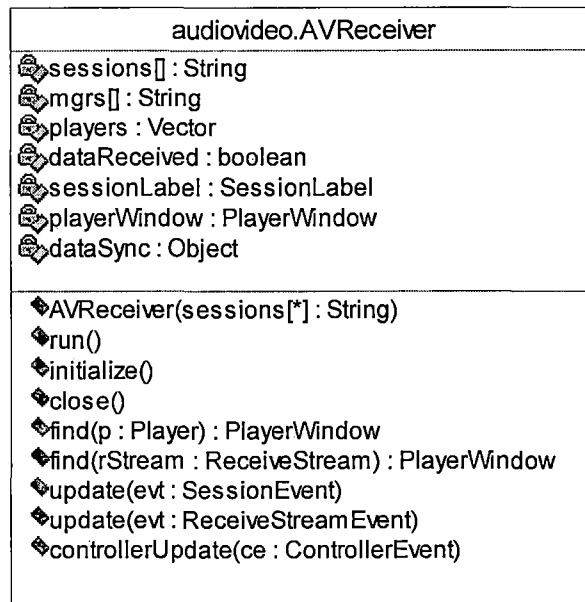 audiovideo.AVReceiver
sessions[] : String
mgrs[] : String
players : Vector
dataReceived : boolean
sessionLabel : SessionLabel
playerWindow : PlayerWindow
dataSync : Object
AVReceiver(sessions[*] : String)
run()
initialize()
close()
find(p : Player) : PlayerWindow
find(rStream : ReceiveStream) : PlayerWindow
update(evt : SessionEvent)
update(evt : ReceiveStreamEvent)
controllerUpdate(ce : ControllerEvent)